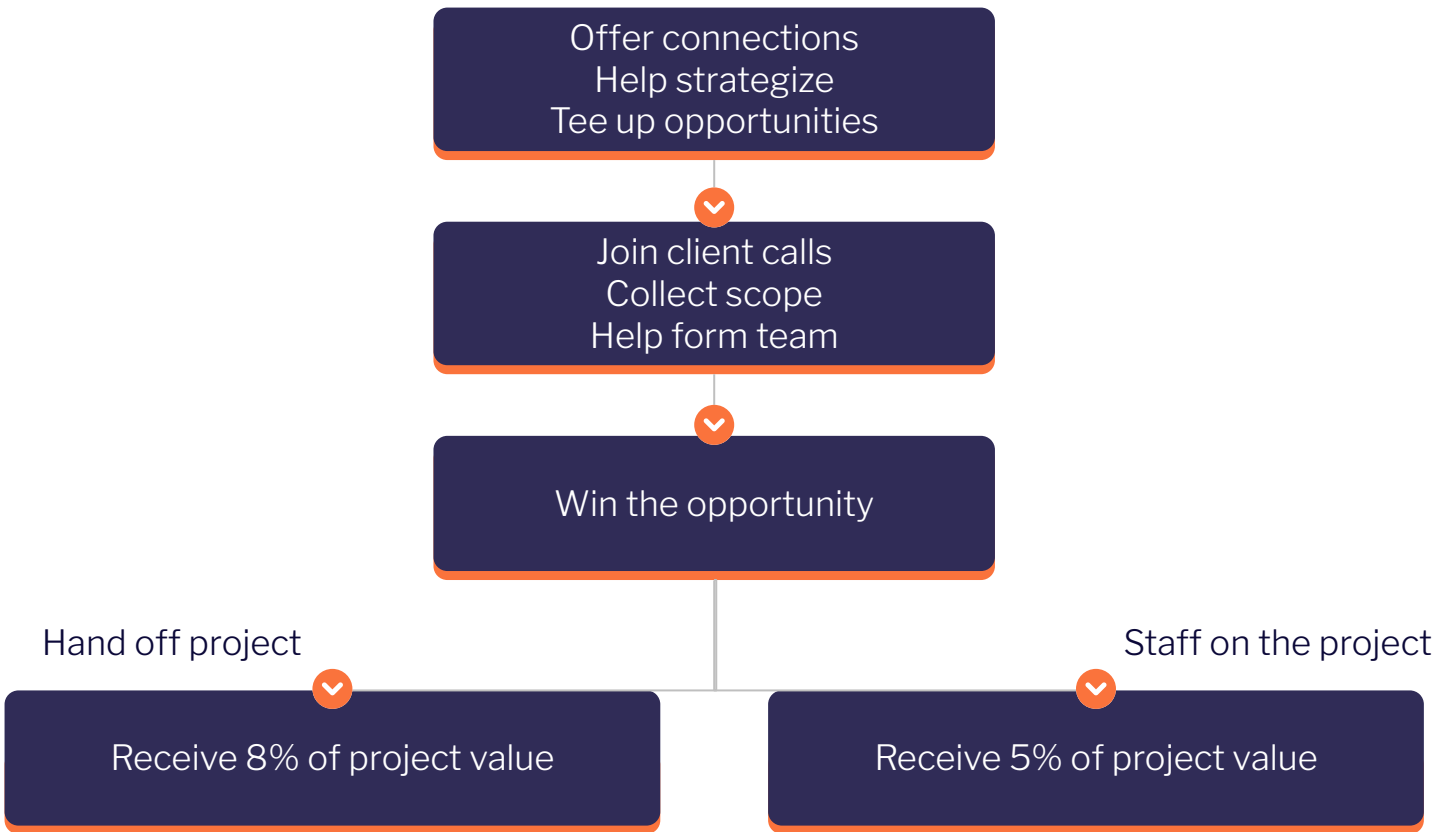 Offer connections
Help strategize
Tee up opportunities
Join client calls
Collect scope
Help form team
Win the opportunity
Hand off project
Staff on the project
Receive 8% of project value
Receive 5% of project value